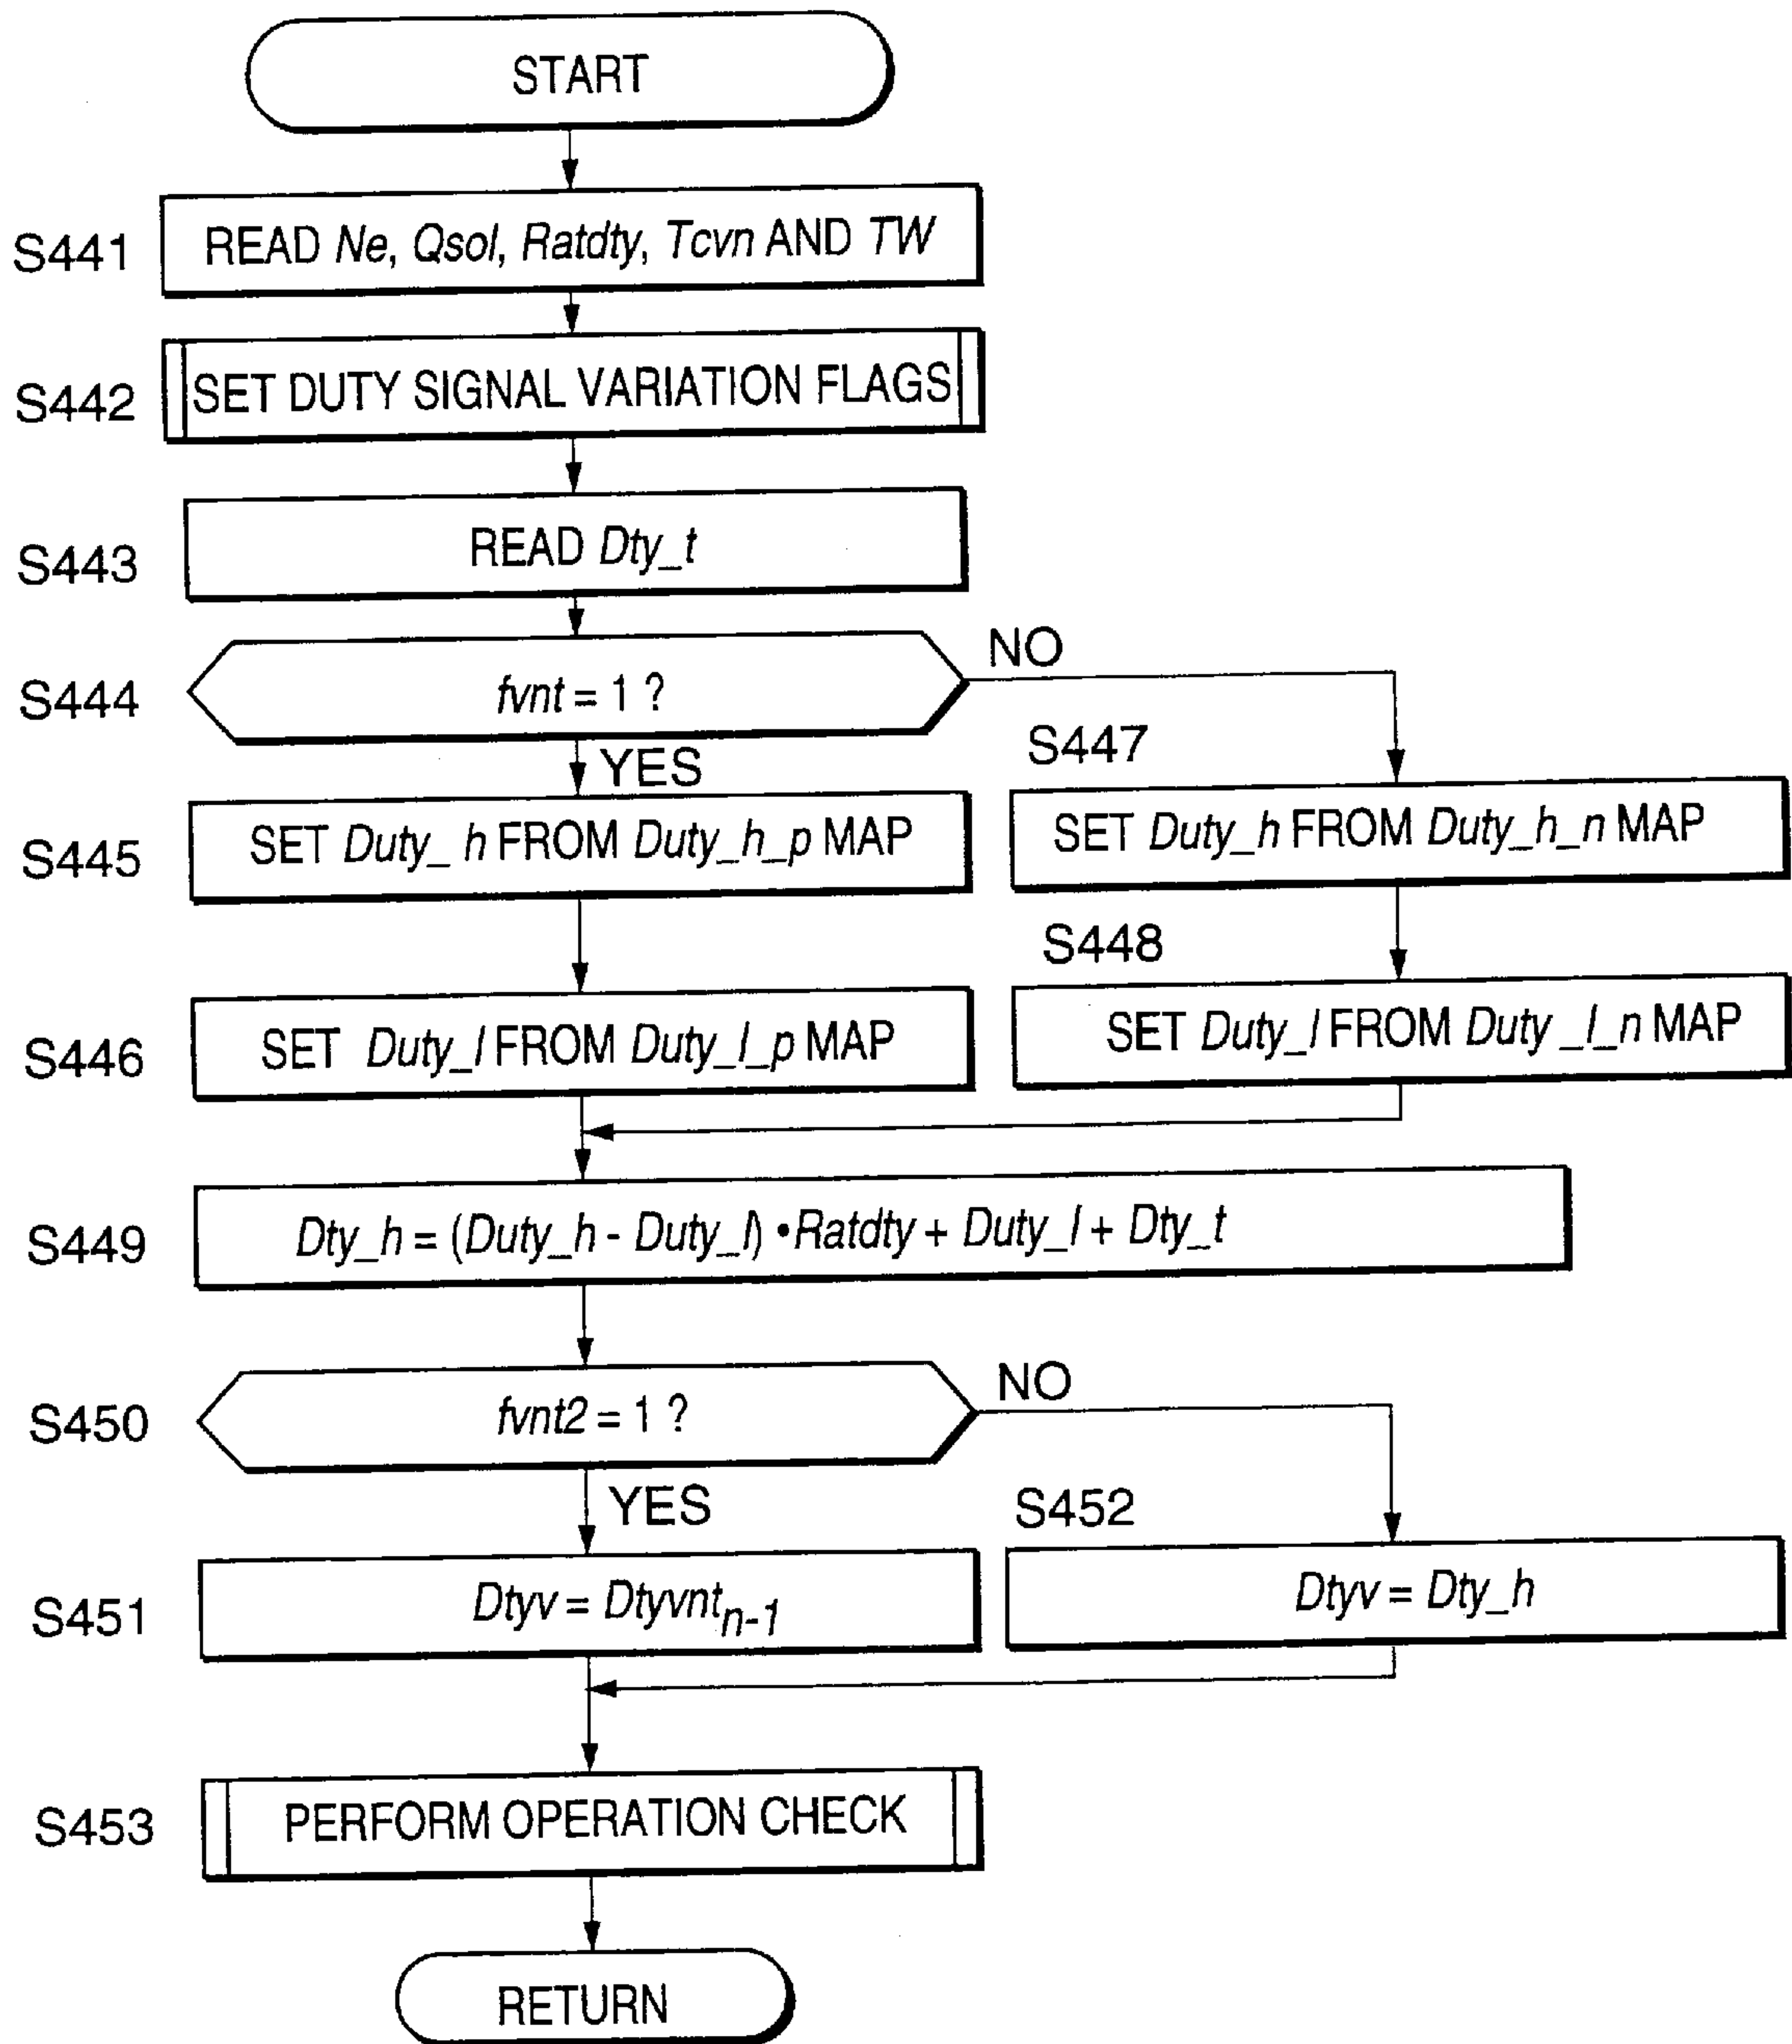 START
S441
READ Ne, Qsol, Ratdty, Tcvn AND TW
S442
SET DUTY SIGNAL VARIATION FLAGS
S443
READ Dty_t
S444
fvnt = 1 ?
NO
YES
S445
SET Duty_ h FROM Duty_h_p MAP
S447
SET Duty_h FROM Duty_h_n MAP
S446
SET Duty_l FROM Duty_l_p MAP
S448
SET Duty_l FROM Duty _l_n MAP
S449
Dty_h = (Duty_h - Duty_l) •Ratdty + Duty_l + Dty_t
S450
fvnt2 = 1 ?
NO
YES
S451
Dtyv = Dtyvntn-1
S452
Dtyv = Dty_h
S453
PERFORM OPERATION CHECK
RETURN